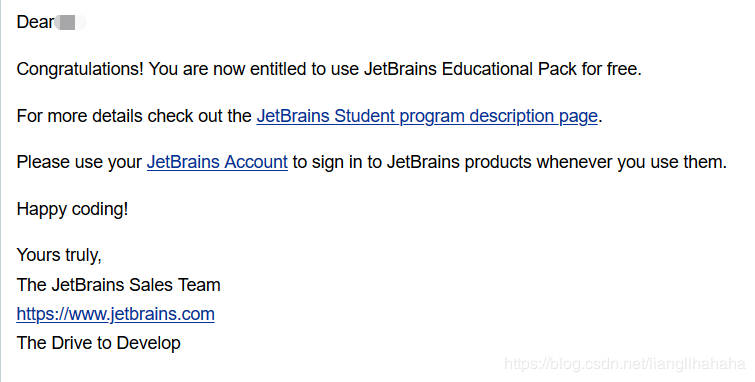 Dear
Congratulations! You are now entitled to use JetBrains Educational Pack for free.
For more details check out the JetBrains Student program description page.
Please use your JetBrains Account to sign in to JetBrains products whenever you use them.
Happy coding!
Yours truly,
The JetBrains Sales Team
https://www.jetbrains.com
The Drive to Develop
https://blog.csdn.net/liangllhahaha